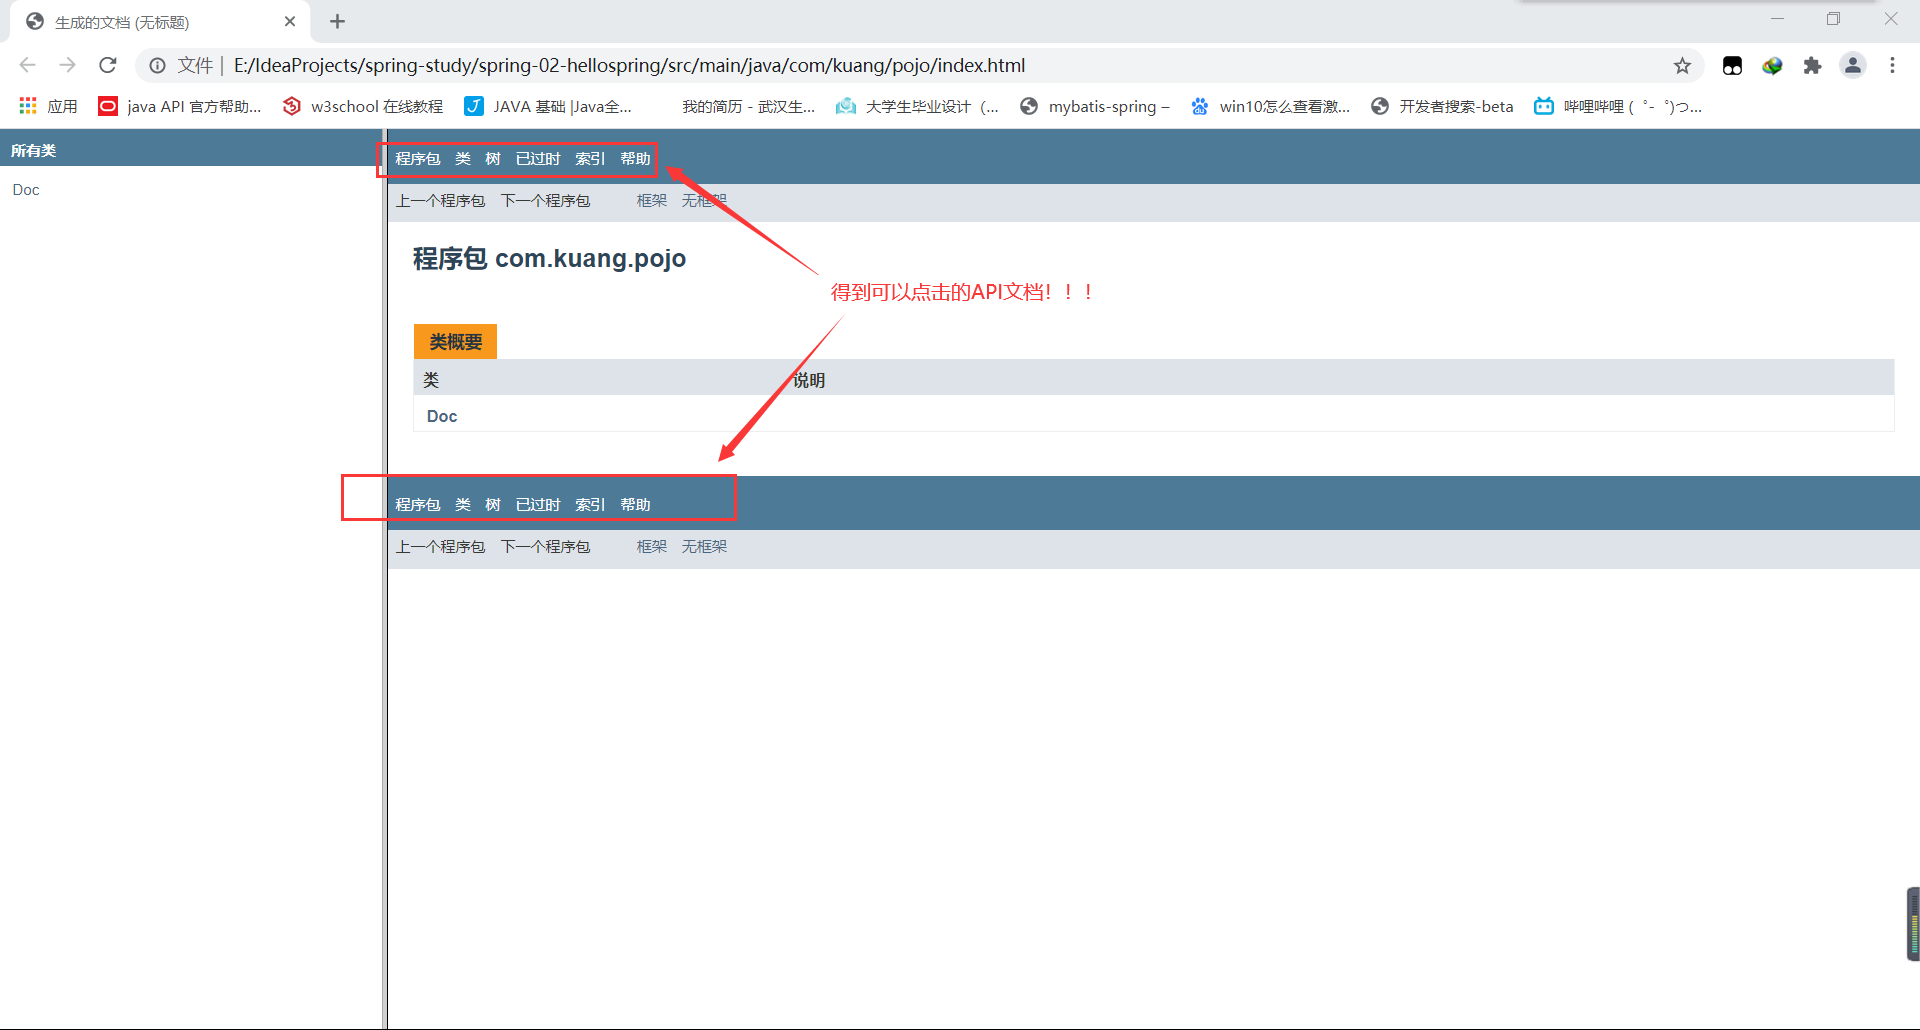 生成的文档 (无标题)
文件 | E:/IdeaProjects/spring-study/spring-02-hellospring/src/main/java/com/kuang/pojo/index.html
应用 java API 官方帮助... w3school 在线教程 JAVA 基础 |Java全... 我的简历 - 武汉生... 大学生毕业设计（... mybatis-spring – win10怎么查看激... 开发者搜索-beta 哔哩哔哩 (゜-゜)つ...
所有类
Doc
程序包 类 树 已过时 索引 帮助
上一个程序包 下一个程序包 框架 无框架
程序包 com.kuang.pojo
得到可以点击的API文档！！！
类概要
类 说明
Doc
程序包 类 树 已过时 索引 帮助
上一个程序包 下一个程序包 框架 无框架